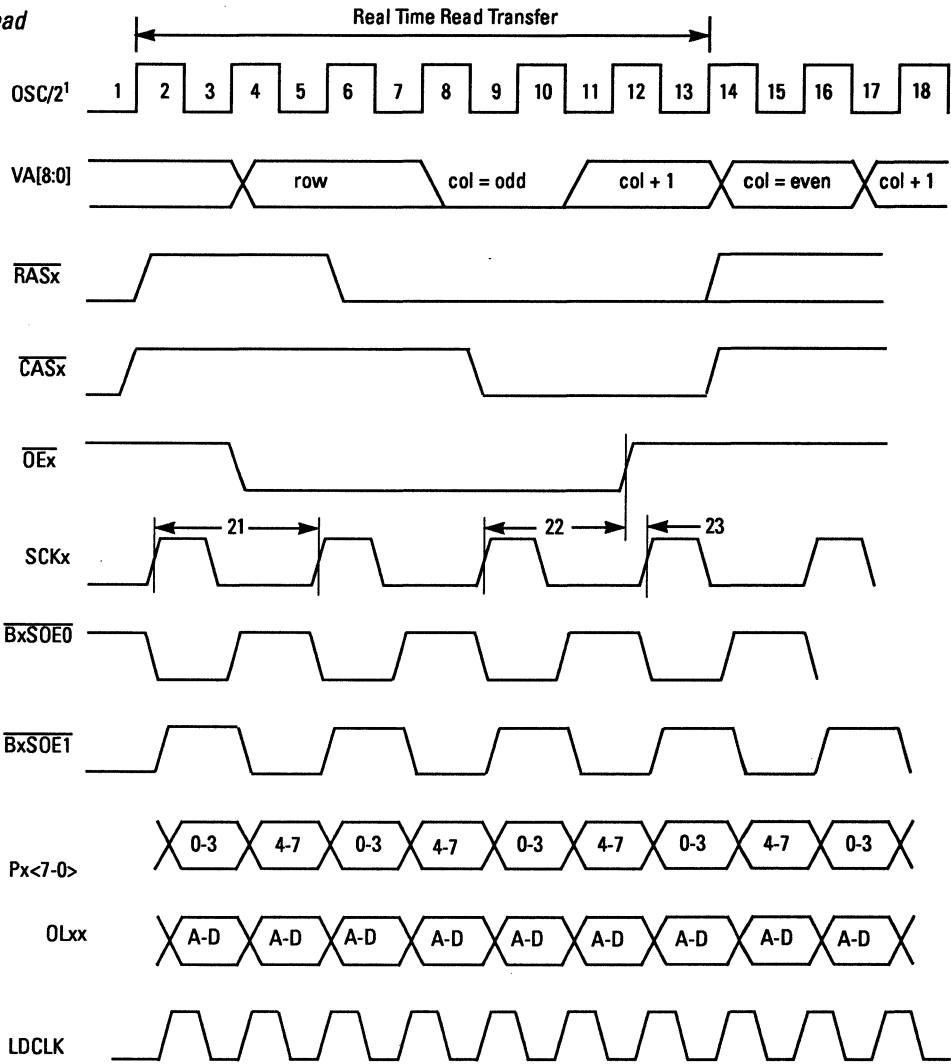 Real Time Read Transfer
OSC/2¹ 1 2 3 4 5 6 7 8 9 10 11 12 13 14 15 16 17 18
VA[8:0] row col = odd col + 1 col = even col + 1
RASx
CASx
OEx
21 22 23
SCKx
BxSOE0
BxSOE1
0-3 4-7 0-3 4-7 0-3 4-7 0-3 4-7 0-3
Px<7-0>
OLxx A-D A-D A-D A-D A-D A-D A-D A-D A-D
LDCLK